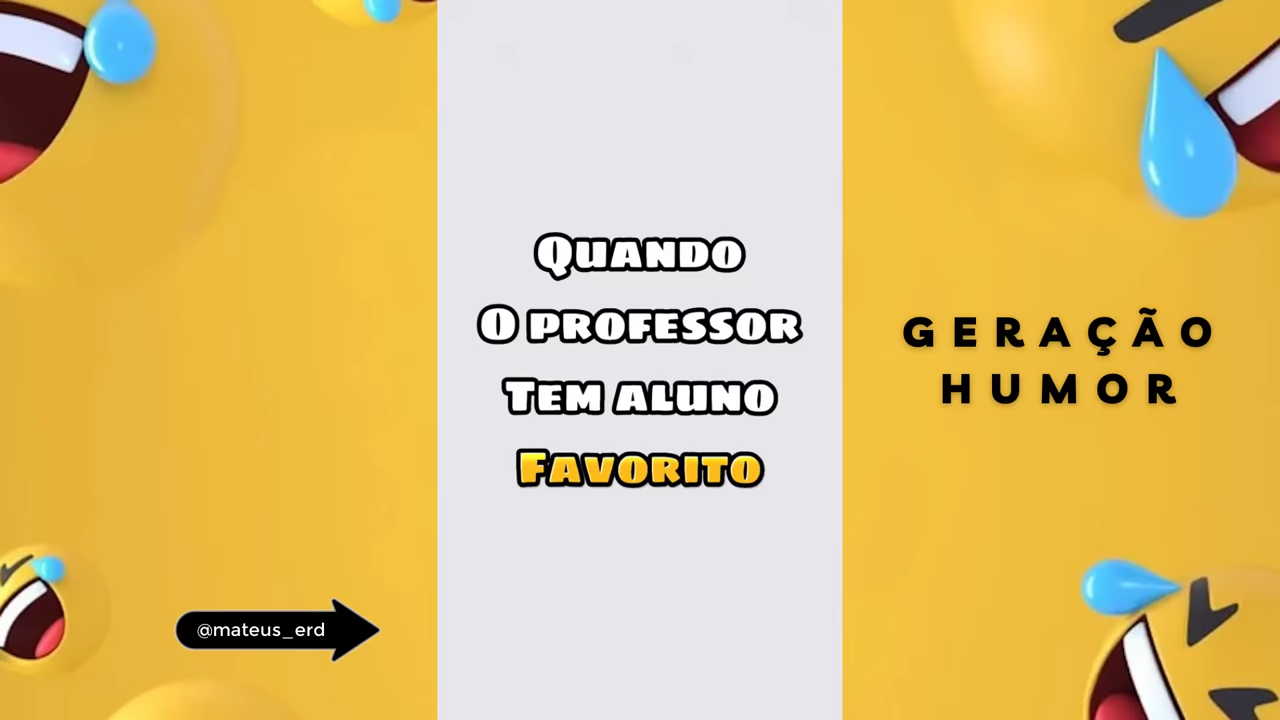 QUANDO
O PROFESSOR
TEM ALUNO
FAVORITO
GERAÇÃO
HUMOR
@mateus_erd